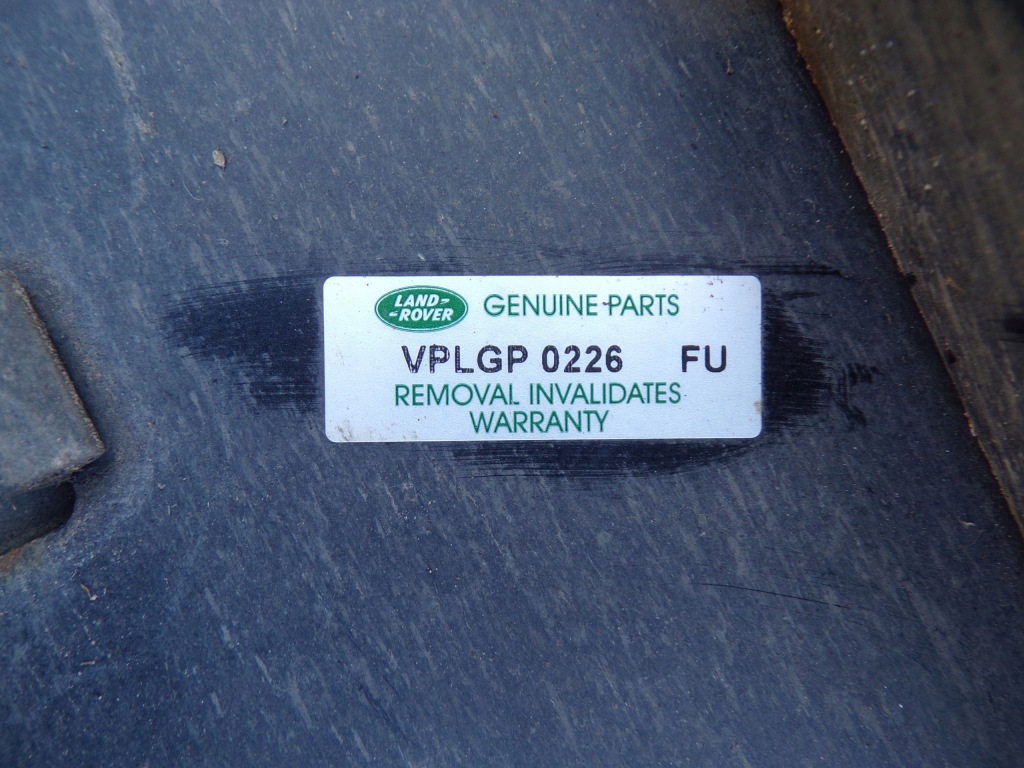 LAND-
-ROVER
GENUINE PARTS
VPLGP 0226 FU
REMOVAL INVALIDATES
WARRANTY